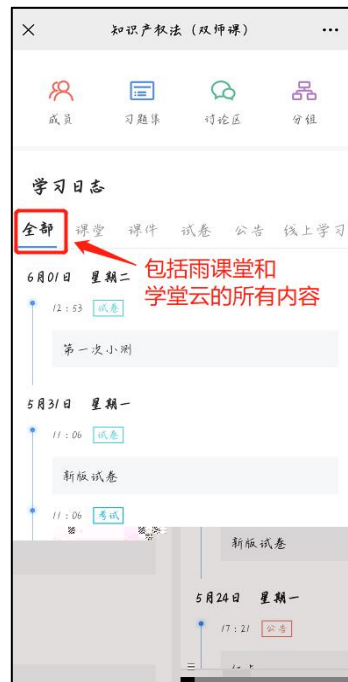 知识产权法（双师课）
成员 习题集 讨论区 分组
学习日志
全部 课堂 课件 试卷 公告 线上学习
包括雨课堂和
学堂云的所有内容
6月01日 星期二
12:53 试卷
第一次小测
5月31日 星期一
11:06 试卷
新版试卷
11:06 考试
新版试卷
5月24日 星期一
17:21 公告